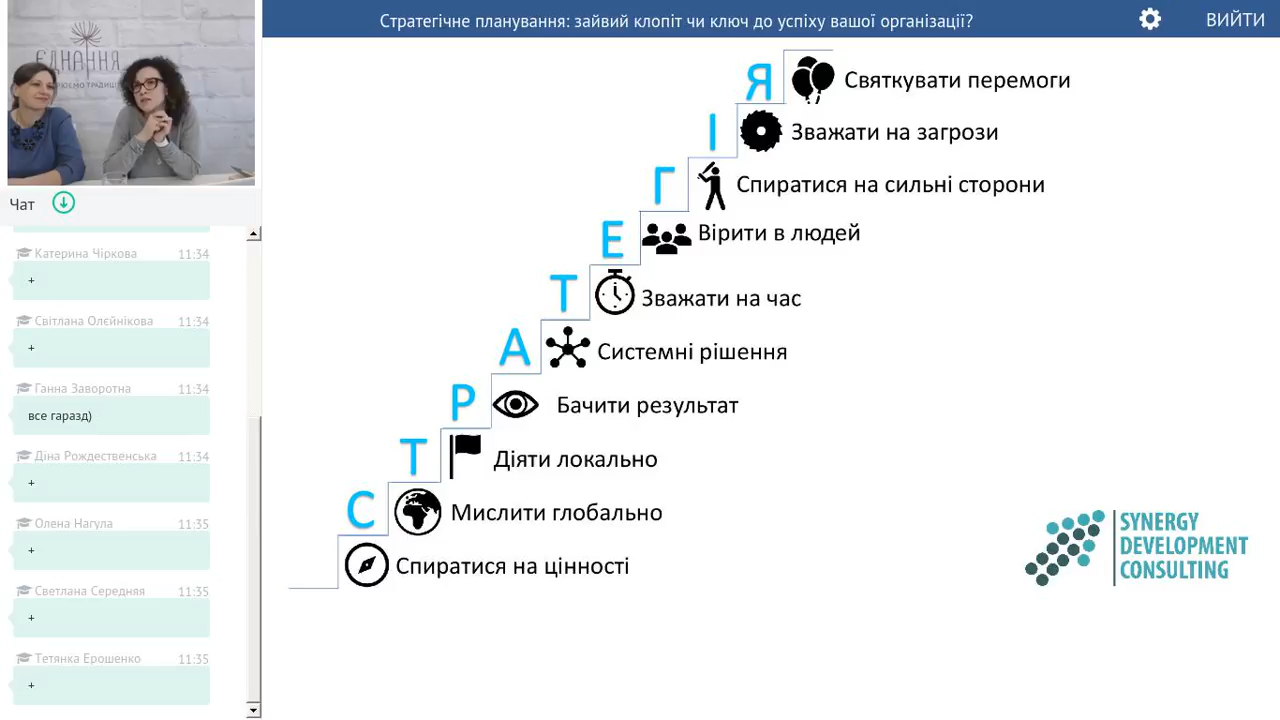 Стратегічне планування: зайвий клопіт чи ключ до успіху вашої організації?
ВИЙТИ
ЄДНАННЯ
Чат
Катерина Чіркова 11:34
+
Світлана Олєйнікова 11:34
+
Ганна Заворотна 11:34
все гаразд)
Діна Рождественська 11:34
+
Олена Нагула 11:35
+
Светлана Середняя 11:35
+
Тетянка Ерошенко 11:35
+
Я Святкувати перемоги
І Зважати на загрози
Г Спиратися на сильні сторони
Е Вірити в людей
Т Зважати на час
А Системні рішення
Р Бачити результат
Т Діяти локально
С Мислити глобально
Спиратися на цінності
SYNERGY
DEVELOPMENT
CONSULTING